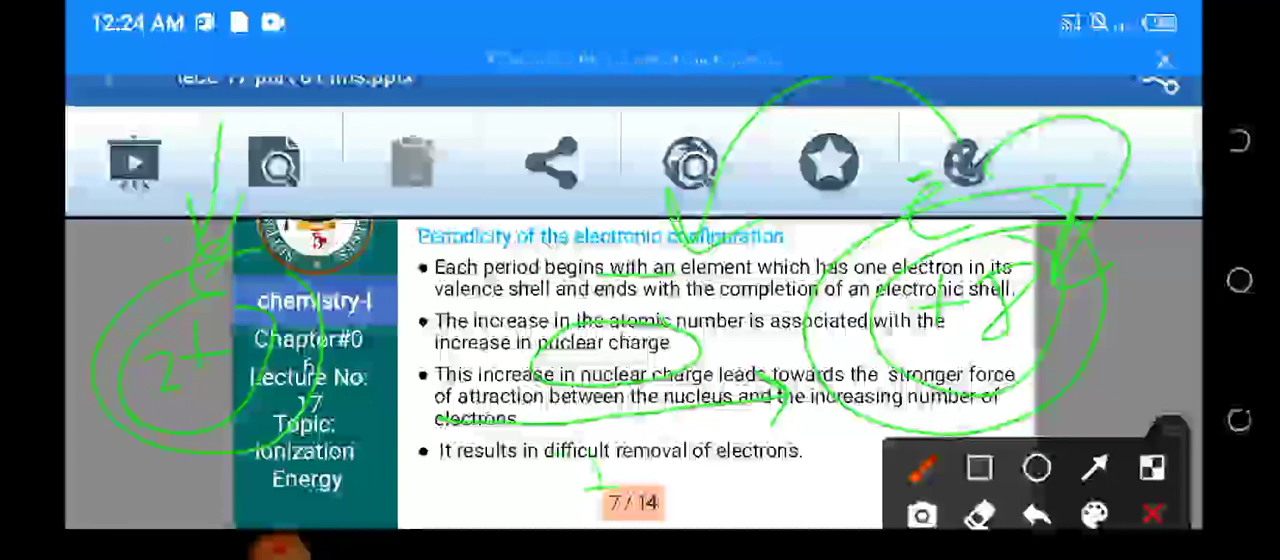 12:24 AM
Periodicity of the electronic configuration
• Each period begins with an element which has one electron in its
valence shell and ends with the completion of an electronic shell.
• The increase in the atomic number is associated with the
increase in nuclear charge
• This increase in nuclear charge leads towards the stronger force
of attraction between the nucleus and the increasing number of
electrons
• It results in difficult removal of electrons.
7 / 14
chemistry-I
Chapter#0
Lecture No:
17
Topic:
Ionization
Energy
2+
+8